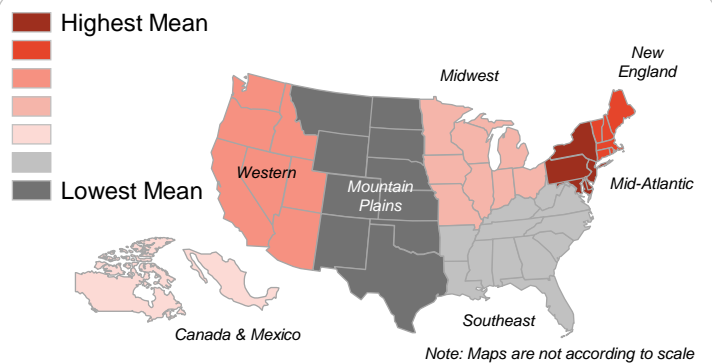 Highest Mean
New
England
Midwest
Western
Mountain
Plains
Lowest Mean
Mid-Atlantic
Southeast
Canada & Mexico
Note: Maps are not according to scale